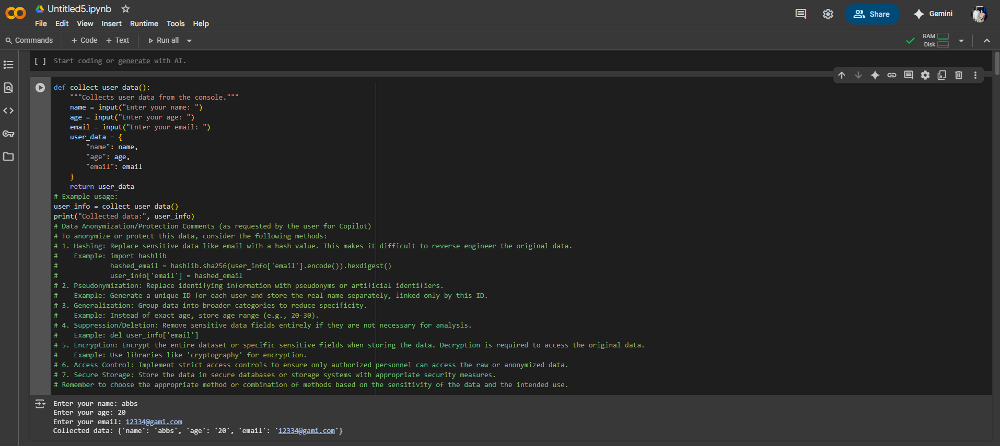 Untitled5.ipynb
File Edit View Insert Runtime Tools Help
Share
Gemini
Commands + Code + Text Run all
RAM
Disk
[ ] Start coding or generate with AI.
def collect_user_data():
    """Collects user data from the console."""
    name = input("Enter your name: ")
    age = input("Enter your age: ")
    email = input("Enter your email: ")
    user_data = {
        "name": name,
        "age": age,
        "email": email
    }
    return user_data
# Example usage:
user_info = collect_user_data()
print("Collected data:", user_info)
# Data Anonymization/Protection Comments (as requested by the user for Copilot)
# To anonymize or protect this data, consider the following methods:
# 1. Hashing: Replace sensitive data like email with a hash value. This makes it difficult to reverse engineer the original data.
#    Example: import hashlib
#             hashed_email = hashlib.sha256(user_info['email'].encode()).hexdigest()
#             user_info['email'] = hashed_email
# 2. Pseudonymization: Replace identifying information with pseudonyms or artificial identifiers.
#    Example: Generate a unique ID for each user and store the real name separately, linked only by this ID.
# 3. Generalization: Group data into broader categories to reduce specificity.
#    Example: Instead of exact age, store age range (e.g., 20-30).
# 4. Suppression/Deletion: Remove sensitive data fields entirely if they are not necessary for analysis.
#    Example: del user_info['email']
# 5. Encryption: Encrypt the entire dataset or specific sensitive fields when storing the data. Decryption is required to access the original data.
#    Example: Use libraries like 'cryptography' for encryption.
# 6. Access Control: Implement strict access controls to ensure only authorized personnel can access the raw or anonymized data.
# 7. Secure Storage: Store the data in secure databases or storage systems with appropriate security measures.
# Remember to choose the appropriate method or combination of methods based on the sensitivity of the data and the intended use.
Enter your name: abbs
Enter your age: 20
Enter your email: 12334@gami.com
Collected data: {'name': 'abbs', 'age': '20', 'email': '12334@gami.com'}